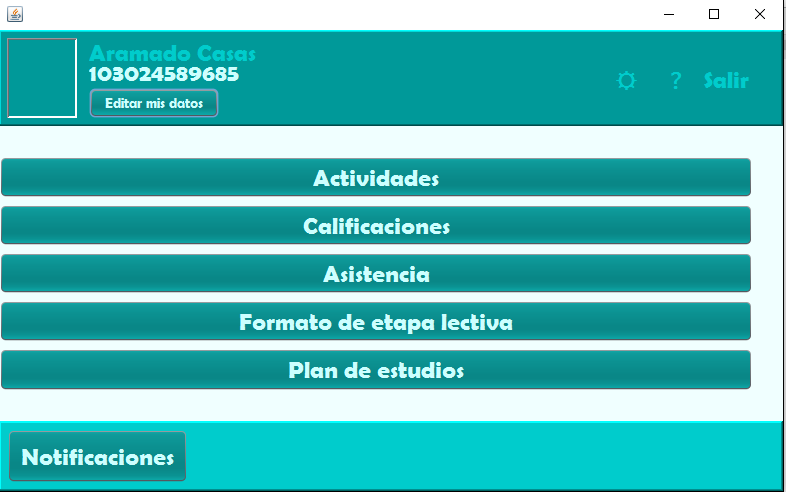 Aramado Casas
103024589685
Editar mis datos
? Salir
Actividades
Calificaciones
Asistencia
Formato de etapa lectiva
Plan de estudios
Notificaciones